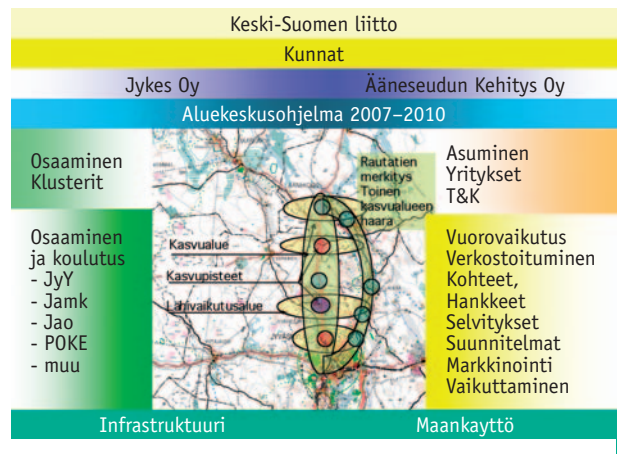 Keski-Suomen liitto
Kunnat
Jykes Oy
Ääneseudun Kehitys Oy
Aluekeskusohjelma 2007–2010
Osaaminen
Klusterit
Rautatien
merkitys
Toinen
kasvualueen
haara
Asuminen
Yritykset
T&K
Osaaminen
ja koulutus
- JyY
- Jamk
- Jao
- POKE
- muu
Kasvualue
Kasvupisteet
Lähivaikutusalue
Vuorovaikutus
Verkostoituminen
Kohteet,
Hankkeet
Selvitykset
Suunnitelmat
Markkinointi
Vaikuttaminen
Infrastruktuuri
Maankayttö